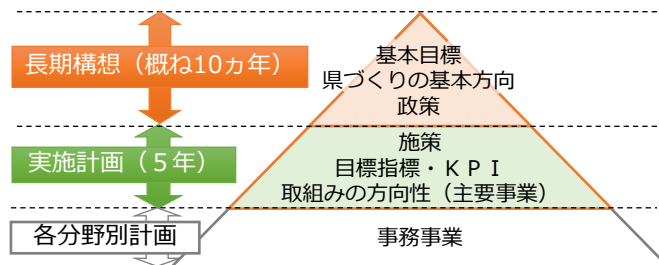 長期構想（概ね10ヵ年）
基本目標
県づくりの基本方向
政策
実施計画（５年）
施策
目標指標・ＫＰＩ
取組みの方向性（主要事業）
各分野別計画
事務事業